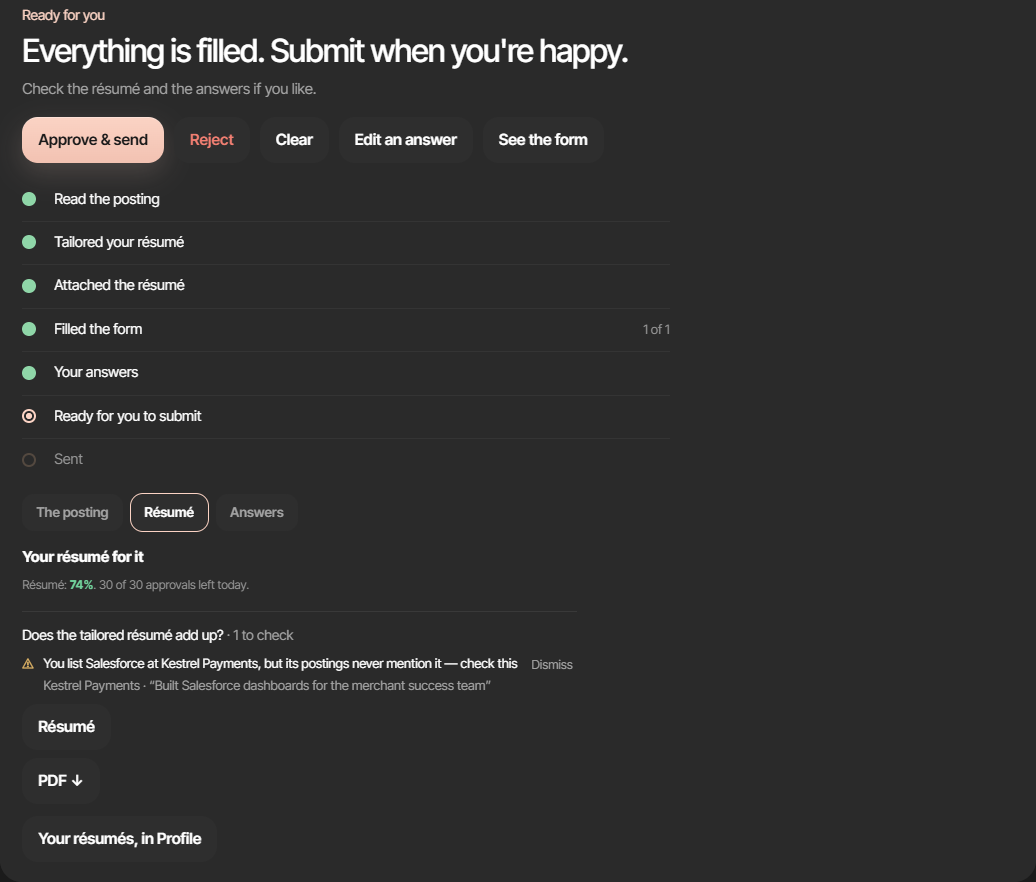 Ready for you
Everything is filled. Submit when you're happy.
Check the résumé and the answers if you like.
Approve & send Reject Clear Edit an answer See the form
Read the posting
Tailored your résumé
Attached the résumé
Filled the form 1 of 1
Your answers
Ready for you to submit
Sent
The posting Résumé Answers
Your résumé for it
Résumé: 74%. 30 of 30 approvals left today.
Does the tailored résumé add up? · 1 to check
You list Salesforce at Kestrel Payments, but its postings never mention it — check this Dismiss
Kestrel Payments · “Built Salesforce dashboards for the merchant success team”
Résumé
PDF ↓
Your résumés, in Profile